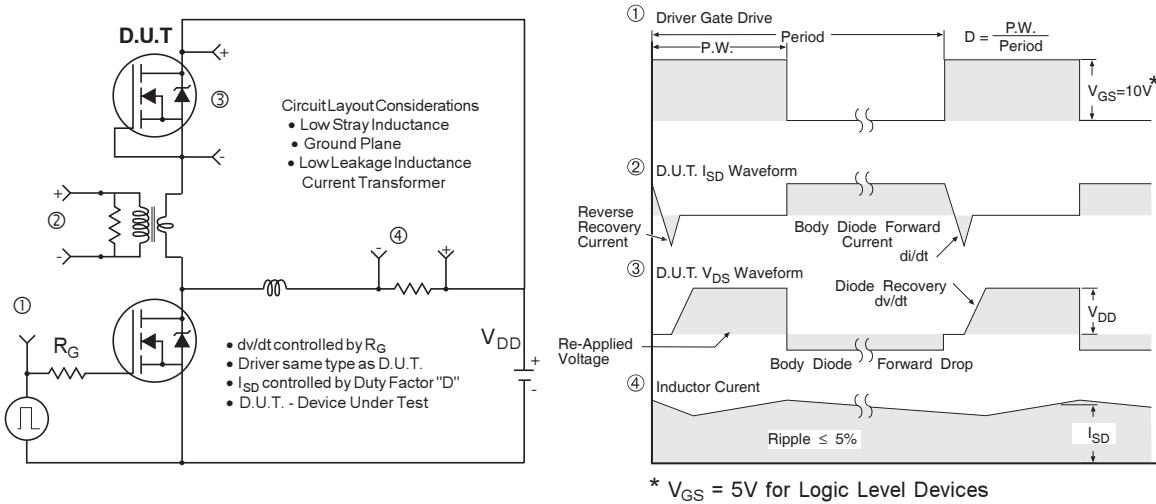 D.U.T
+
③
-
Circuit Layout Considerations
• Low Stray Inductance
• Ground Plane
• Low Leakage Inductance
Current Transformer
+
②
-
④
-
+
①
R_G
V_DD
+
-
• dv/dt controlled by R_G
• Driver same type as D.U.T.
• I_SD controlled by Duty Factor "D"
• D.U.T. - Device Under Test
① Driver Gate Drive
Period
P.W.
D = P.W.
Period
V_GS=10V*
② D.U.T. I_SD Waveform
Reverse
Recovery
Current
Body Diode Forward
Current
di/dt
③ D.U.T. V_DS Waveform
Diode Recovery
dv/dt
V_DD
Re-Applied
Voltage
Body Diode Forward Drop
④ Inductor Curent
Ripple ≤ 5%
I_SD
* V_GS = 5V for Logic Level Devices